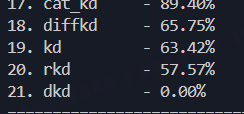 17. cat_kd - 89.40%
18. diffkd - 65.75%
19. kd - 63.42%
20. rkd - 57.57%
21. dkd - 0.00%